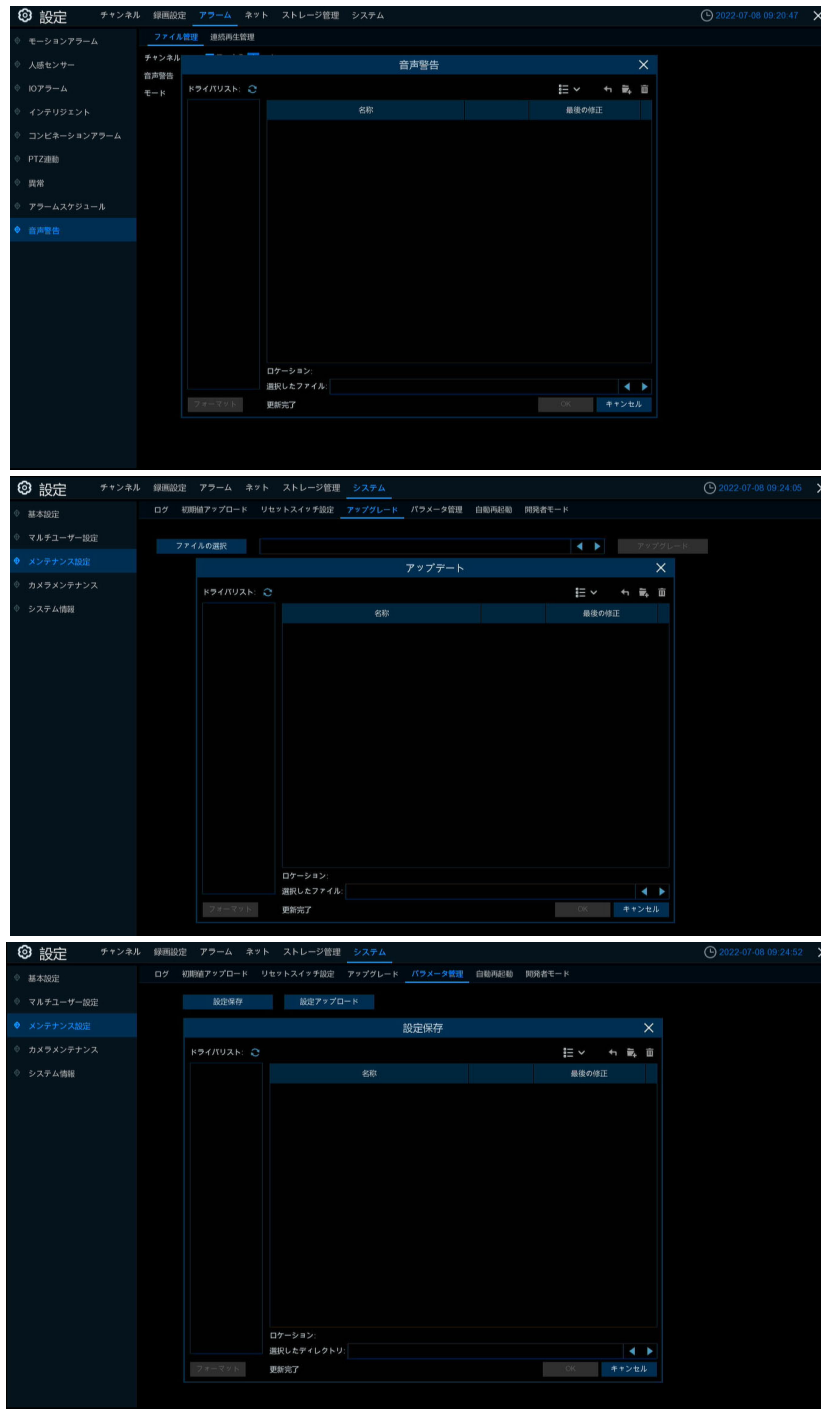 設定 チャンネル 録画設定 アラーム ネット ストレージ管理 システム 2022-07-08 09:20:47
ファイル管理 連続再生管理
モーションアラーム
人感センサー
IOアラーム
インテリジェント
コンビネーションアラーム
PTZ連動
異常
アラームスケジュール
音声警告
チャンネル
音声警告
モード
音声警告
ドライバリスト:
名称 最後の修正
ロケーション:
選択したファイル:
フォーマット 更新完了 OK キャンセル
設定 チャンネル 録画設定 アラーム ネット ストレージ管理 システム 2022-07-08 09:24:05
ログ 初期値アップロード リセットスイッチ設定 アップグレード パラメータ管理 自動再起動 開発者モード
基本設定
マルチユーザー設定
メンテナンス設定
カメラメンテナンス
システム情報
ファイルの選択 アップグレード
アップデート
ドライバリスト:
名称 最後の修正
ロケーション:
選択したファイル:
フォーマット 更新完了 OK キャンセル
設定 チャンネル 録画設定 アラーム ネット ストレージ管理 システム 2022-07-08 09:24:52
ログ 初期値アップロード リセットスイッチ設定 アップグレード パラメータ管理 自動再起動 開発者モード
基本設定
マルチユーザー設定
メンテナンス設定
カメラメンテナンス
システム情報
設定保存 設定アップロード
設定保存
ドライバリスト:
名称 最後の修正
ロケーション:
選択したディレクトリ:
フォーマット 更新完了 OK キャンセル